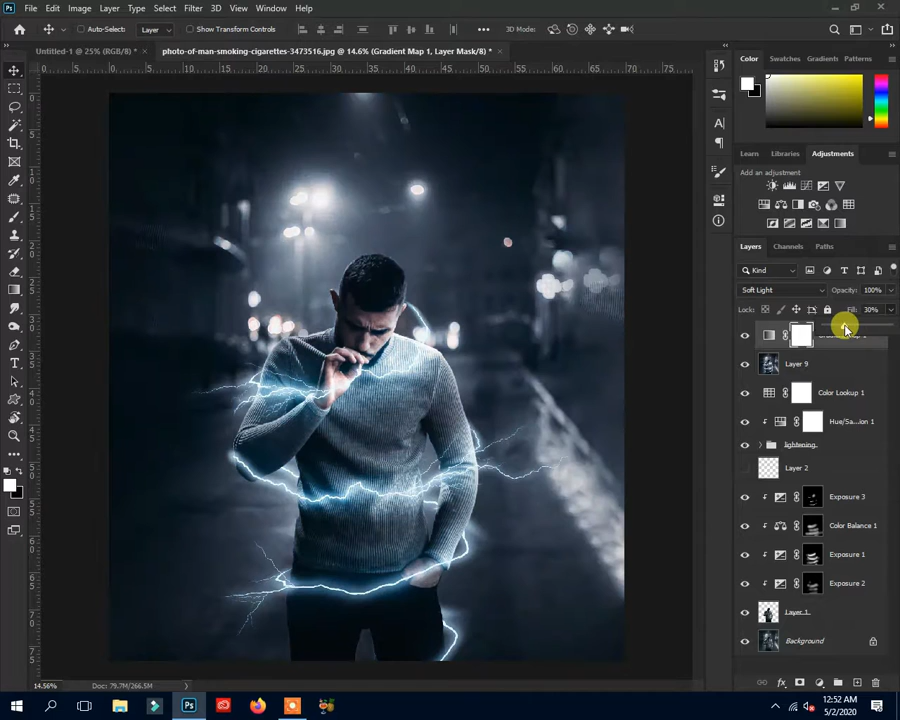 Ps File Edit Image Layer Type Select Filter 3D View Window Help
Auto-Select: Layer Show Transform Controls 3D Mode:
Untitled-1 @ 25% (RGB/8) * × photo-of-man-smoking-cigarettes-3473516.jpg @ 14.6% (Gradient Map 1, Layer Mask/8) * ×
Color Swatches Gradients Patterns
Learn Libraries Adjustments
Add an adjustment
Layers Channels Paths
Kind
Soft Light Opacity: 100%
Lock: Fill: 30%
Layer 9
Color Lookup 1
Hue/Sa...ion 1
lightening.
Layer 2
Exposure 3
Color Balance 1
Exposure 1
Exposure 2
Layer 1
Background
14.56% Doc: 79.7M/266.5M
12:52 AM
5/2/2020